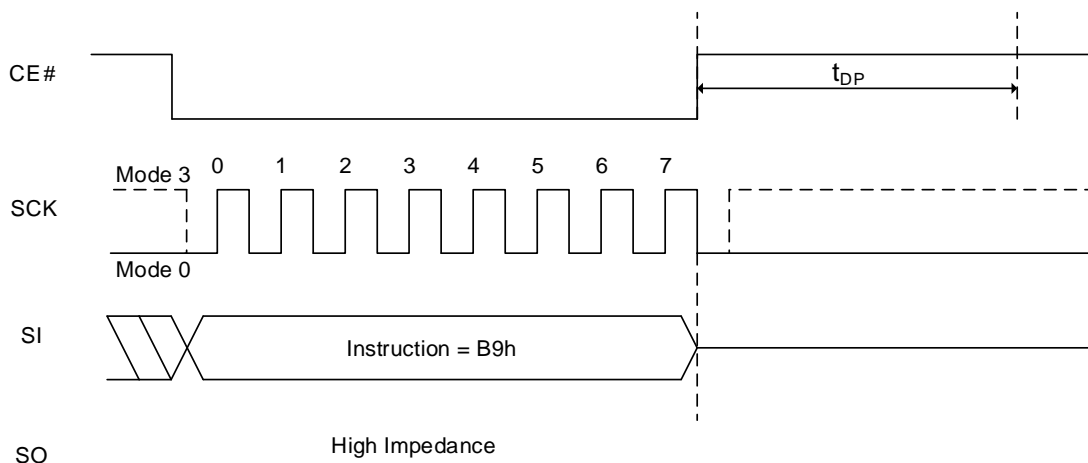 CE#
tDP
Mode 3
0 1 2 3 4 5 6 7
SCK
Mode 0
SI
Instruction = B9h
SO
High Impedance